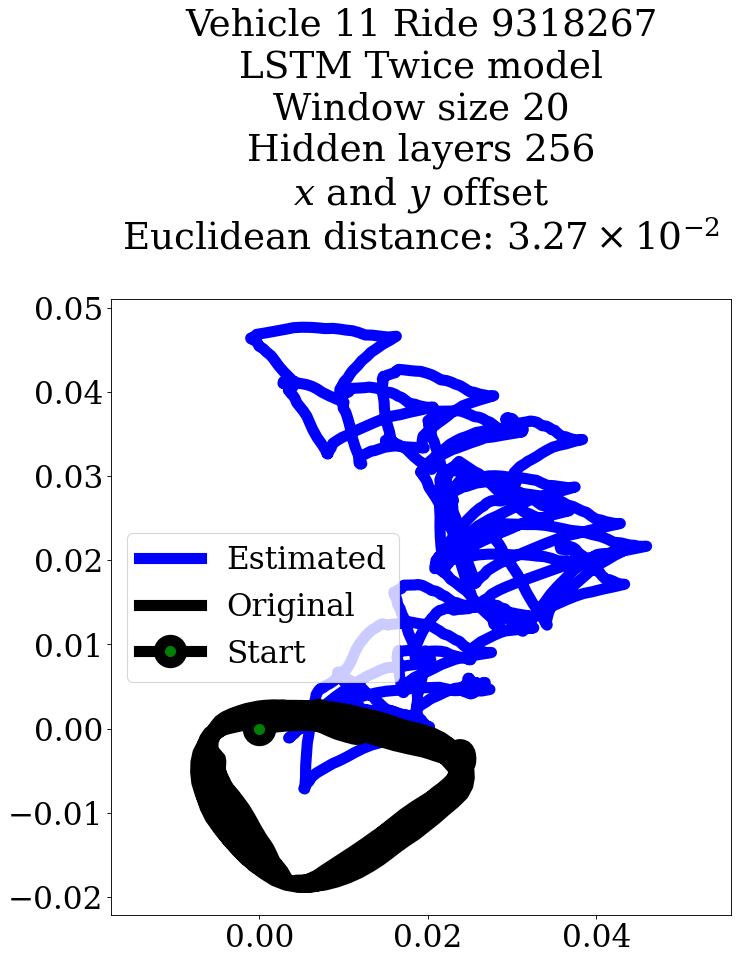 Vehicle 11 Ride 9318267
LSTM Twice model
Window size 20
Hidden layers 256
x and y offset
Euclidean distance: 3.27 × 10⁻²
0.05
0.04
0.03
0.02
0.01
0.00
−0.01
−0.02
Estimated
Original
Start
0.00 0.02 0.04